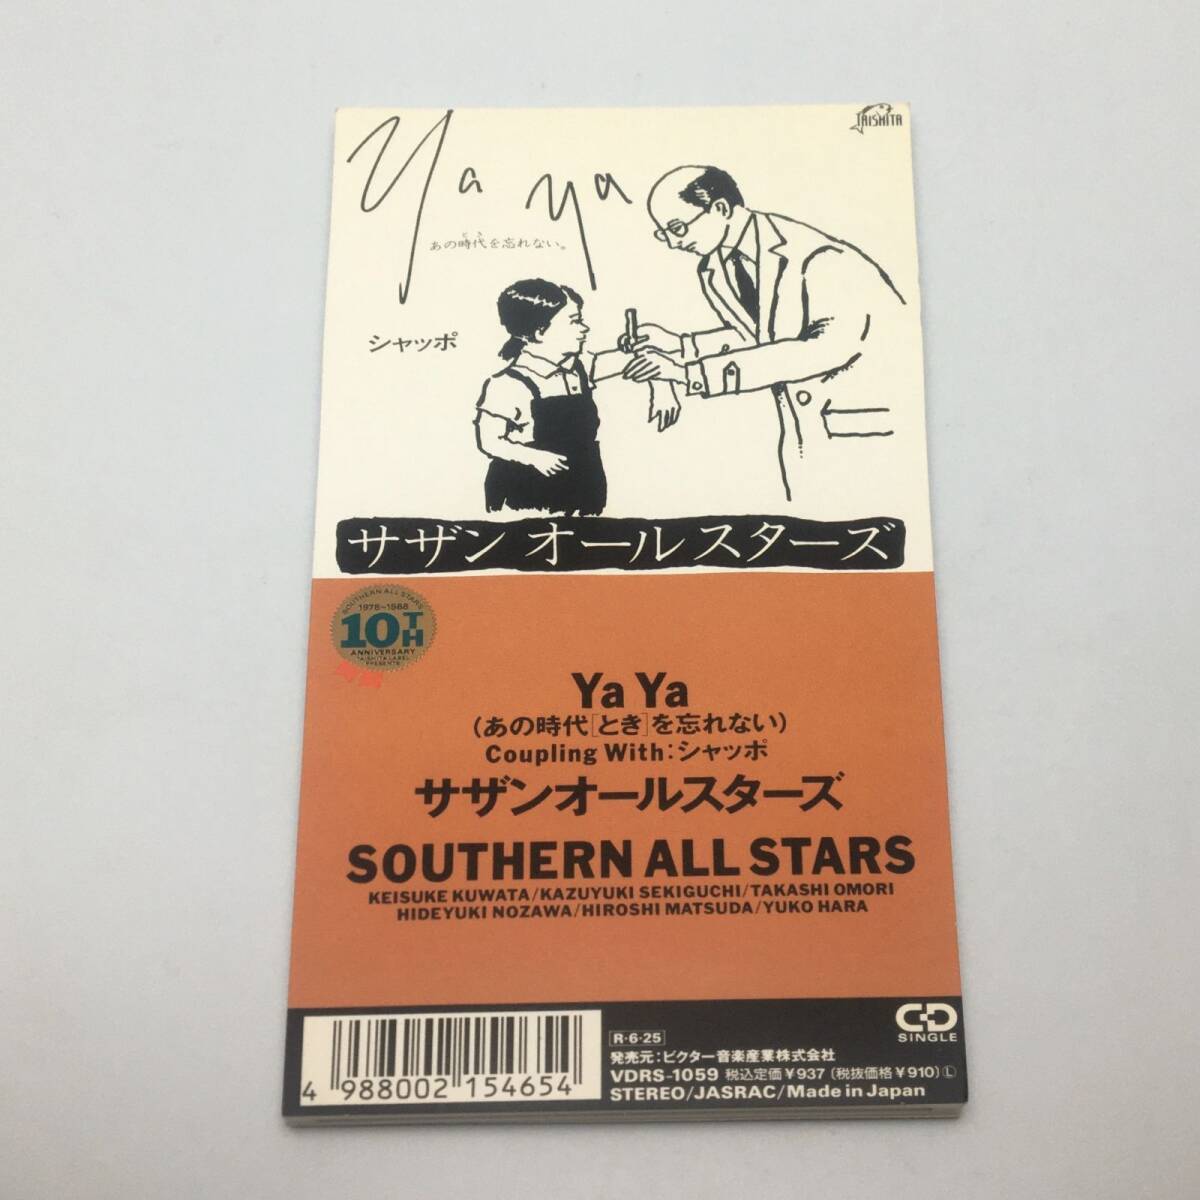 Ya Ya
あの時代を忘れない。
とき
シャッポ
TAISHITA
サザンオールスターズ
SOUTHERN ALL STARS
1978~1988
10TH
ANNIVERSARY
TAISHITA LABEL
PRESENTS
Ya Ya
(あの時代[とき]を忘れない)
Coupling With:シャッポ
サザンオールスターズ
SOUTHERN ALL STARS
KEISUKE KUWATA/KAZUYUKI SEKIGUCHI/TAKASHI OMORI
HIDEYUKI NOZAWA/HIROSHI MATSUDA/YUKO HARA
4 988002 154654
R·6·25
発売元:ビクター音楽産業株式会社
VDRS-1059 税込定価¥937 (税抜価格¥910) Ⓛ
STEREO/JASRAC/Made in Japan
CD
SINGLE